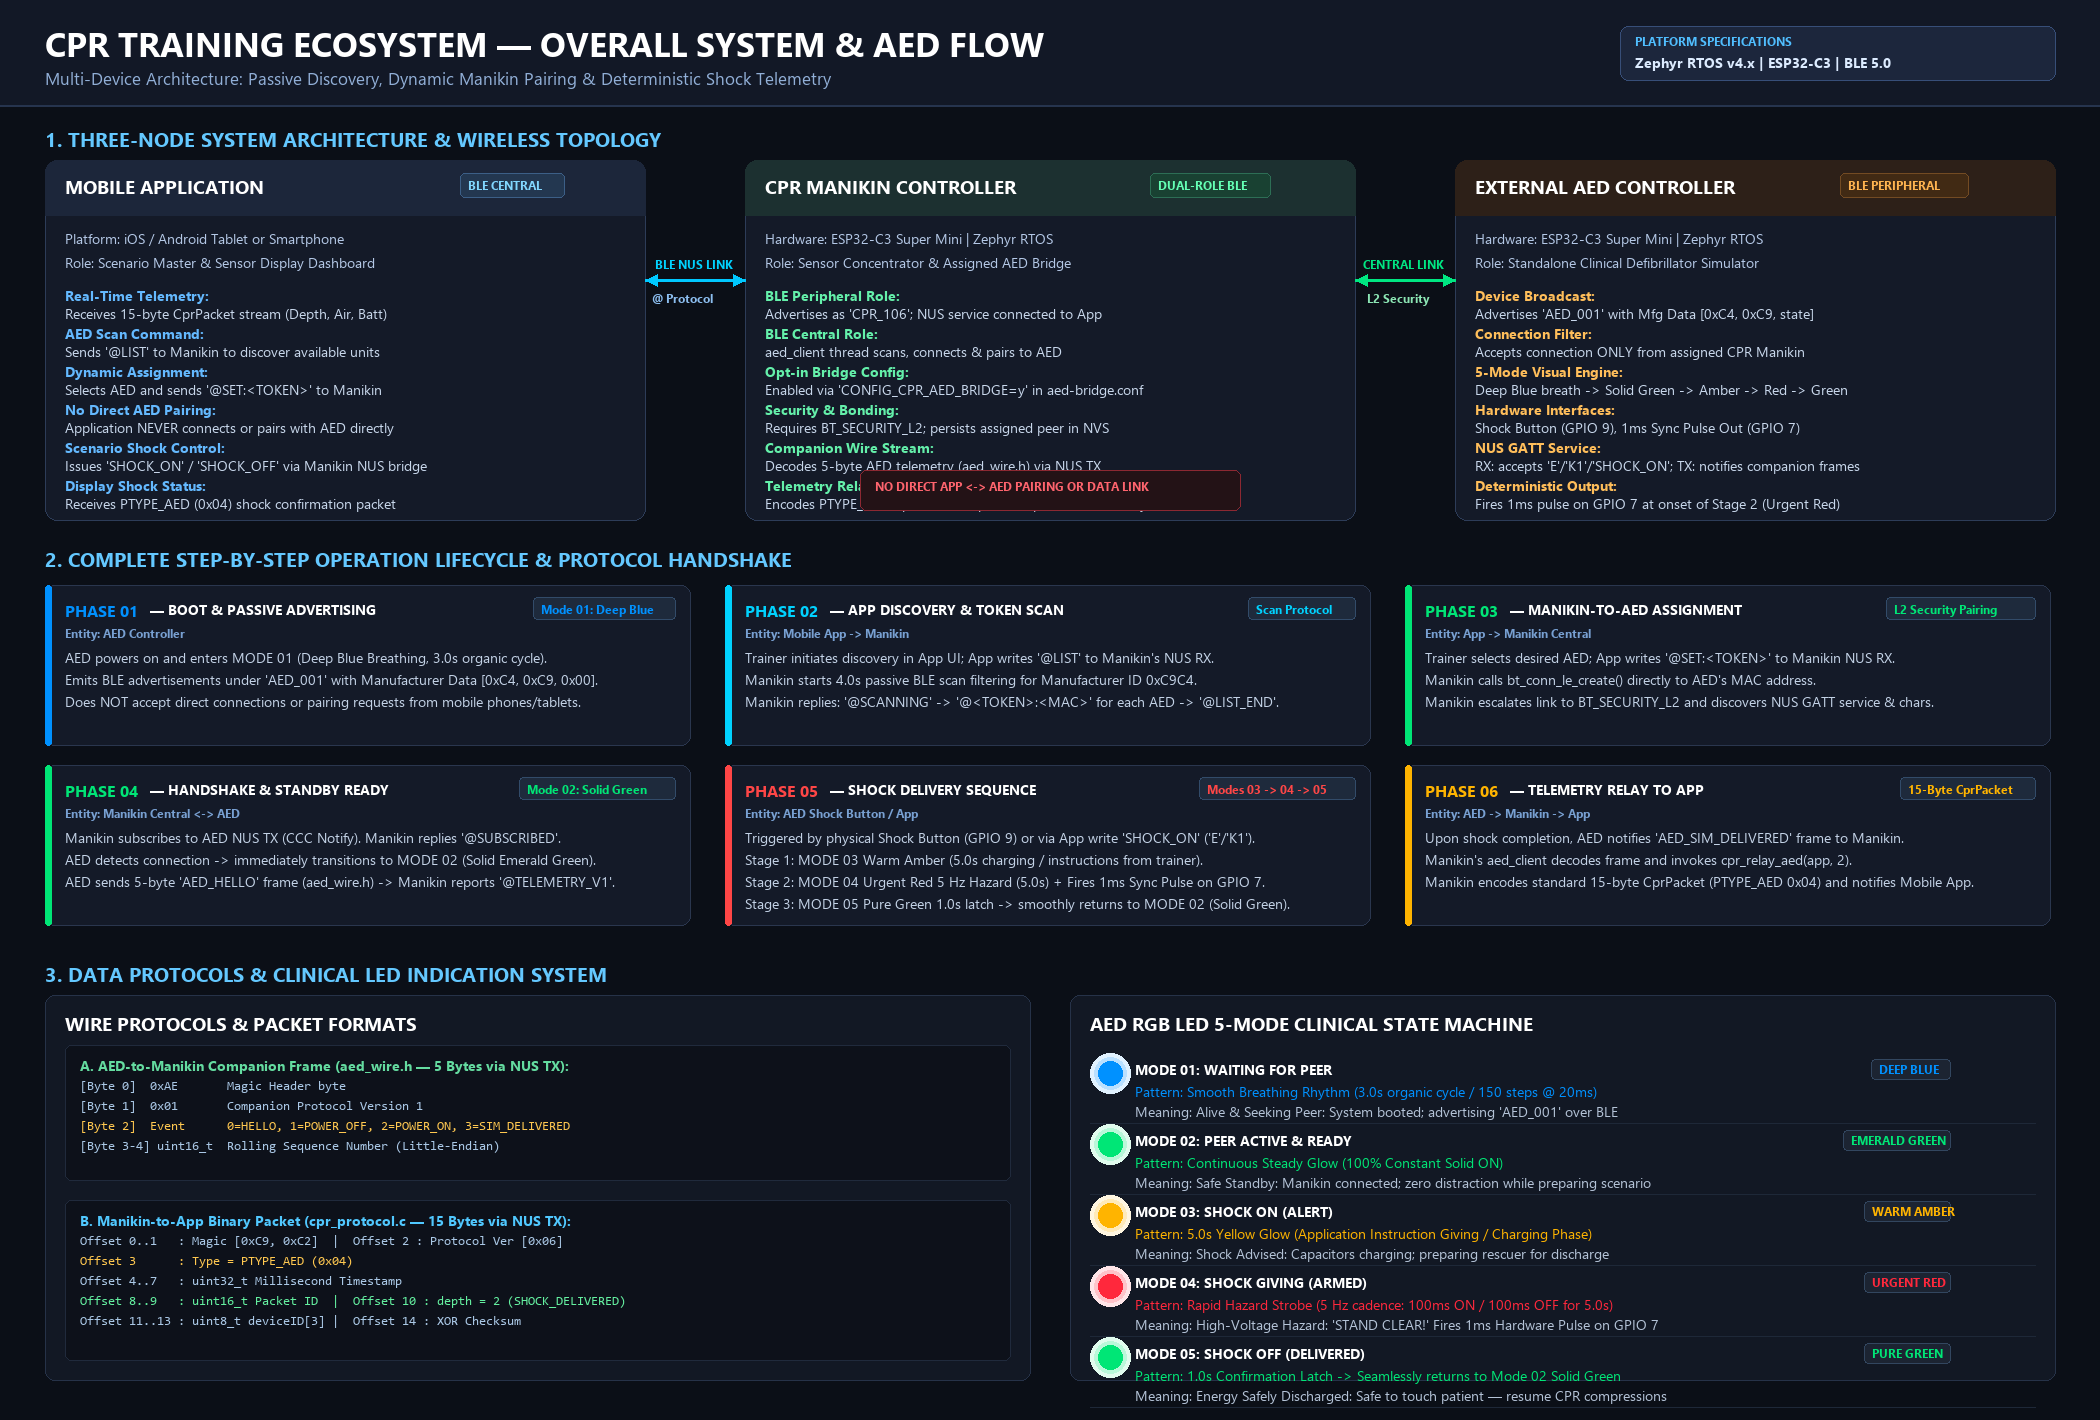 CPR TRAINING ECOSYSTEM — OVERALL SYSTEM & AED FLOW
Multi-Device Architecture: Passive Discovery, Dynamic Manikin Pairing & Deterministic Shock Telemetry
PLATFORM SPECIFICATIONS
Zephyr RTOS v4.x | ESP32-C3 | BLE 5.0
1. THREE-NODE SYSTEM ARCHITECTURE & WIRELESS TOPOLOGY
MOBILE APPLICATION
BLE CENTRAL
Platform: iOS / Android Tablet or Smartphone
Role: Scenario Master & Sensor Display Dashboard
Real-Time Telemetry:
Receives 15-byte CprPacket stream (Depth, Air, Batt)
AED Scan Command:
Sends '@LIST' to Manikin to discover available units
Dynamic Assignment:
Selects AED and sends '@SET:<TOKEN>' to Manikin
No Direct AED Pairing:
Application NEVER connects or pairs with AED directly
Scenario Shock Control:
Issues 'SHOCK_ON' / 'SHOCK_OFF' via Manikin NUS bridge
Display Shock Status:
Receives PTYPE_AED (0x04) shock confirmation packet
BLE NUS LINK
@ Protocol
CPR MANIKIN CONTROLLER
DUAL-ROLE BLE
Hardware: ESP32-C3 Super Mini | Zephyr RTOS
Role: Sensor Concentrator & Assigned AED Bridge
BLE Peripheral Role:
Advertises as 'CPR_106'; NUS service connected to App
BLE Central Role:
aed_client thread scans, connects & pairs to AED
Opt-in Bridge Config:
Enabled via 'CONFIG_CPR_AED_BRIDGE=y' in aed-bridge.conf
Security & Bonding:
Requires BT_SECURITY_L2; persists assigned peer in NVS
Companion Wire Stream:
Decodes 5-byte AED telemetry (aed_wire.h) via NUS TX
Telemetry
Encodes PTYPE_
NO DIRECT APP <-> AED PAIRING OR DATA LINK
CENTRAL LINK
L2 Security
EXTERNAL AED CONTROLLER
BLE PERIPHERAL
Hardware: ESP32-C3 Super Mini | Zephyr RTOS
Role: Standalone Clinical Defibrillator Simulator
Device Broadcast:
Advertises 'AED_001' with Mfg Data [0xC4, 0xC9, state]
Connection Filter:
Accepts connection ONLY from assigned CPR Manikin
5-Mode Visual Engine:
Deep Blue breath -> Solid Green -> Amber -> Red -> Green
Hardware Interfaces:
Shock Button (GPIO 9), 1ms Sync Pulse Out (GPIO 7)
NUS GATT Service:
RX: accepts 'E'/'K1'/'SHOCK_ON'; TX: notifies companion frames
Deterministic Output:
Fires 1ms pulse on GPIO 7 at onset of Stage 2 (Urgent Red)
2. COMPLETE STEP-BY-STEP OPERATION LIFECYCLE & PROTOCOL HANDSHAKE
PHASE 01 — BOOT & PASSIVE ADVERTISING
Mode 01: Deep Blue
Entity: AED Controller
AED powers on and enters MODE 01 (Deep Blue Breathing, 3.0s organic cycle).
Emits BLE advertisements under 'AED_001' with Manufacturer Data [0xC4, 0xC9, 0x00].
Does NOT accept direct connections or pairing requests from mobile phones/tablets.
PHASE 02 — APP DISCOVERY & TOKEN SCAN
Scan Protocol
Entity: Mobile App -> Manikin
Trainer initiates discovery in App UI; App writes '@LIST' to Manikin's NUS RX.
Manikin starts 4.0s passive BLE scan filtering for Manufacturer ID 0xC9C4.
Manikin replies: '@SCANNING' -> '@<TOKEN>:<MAC>' for each AED -> '@LIST_END'.
PHASE 03 — MANIKIN-TO-AED ASSIGNMENT
L2 Security Pairing
Entity: App -> Manikin Central
Trainer selects desired AED; App writes '@SET:<TOKEN>' to Manikin NUS RX.
Manikin calls bt_conn_le_create() directly to AED's MAC address.
Manikin escalates link to BT_SECURITY_L2 and discovers NUS GATT service & chars.
PHASE 04 — HANDSHAKE & STANDBY READY
Mode 02: Solid Green
Entity: Manikin Central <-> AED
Manikin subscribes to AED NUS TX (CCC Notify). Manikin replies '@SUBSCRIBED'.
AED detects connection -> immediately transitions to MODE 02 (Solid Emerald Green).
AED sends 5-byte 'AED_HELLO' frame (aed_wire.h) -> Manikin reports '@TELEMETRY_V1'.
PHASE 05 — SHOCK DELIVERY SEQUENCE
Modes 03 -> 04 -> 05
Entity: AED Shock Button / App
Triggered by physical Shock Button (GPIO 9) or via App write 'SHOCK_ON' ('E'/'K1').
Stage 1: MODE 03 Warm Amber (5.0s charging / instructions from trainer).
Stage 2: MODE 04 Urgent Red 5 Hz Hazard (5.0s) + Fires 1ms Sync Pulse on GPIO 7.
Stage 3: MODE 05 Pure Green 1.0s latch -> smoothly returns to MODE 02 (Solid Green).
PHASE 06 — TELEMETRY RELAY TO APP
15-Byte CprPacket
Entity: AED -> Manikin -> App
Upon shock completion, AED notifies 'AED_SIM_DELIVERED' frame to Manikin.
Manikin's aed_client decodes frame and invokes cpr_relay_aed(app, 2).
Manikin encodes standard 15-byte CprPacket (PTYPE_AED 0x04) and notifies Mobile App.
3. DATA PROTOCOLS & CLINICAL LED INDICATION SYSTEM
WIRE PROTOCOLS & PACKET FORMATS
A. AED-to-Manikin Companion Frame (aed_wire.h — 5 Bytes via NUS TX):
[Byte 0] 0xAE Magic Header byte
[Byte 1] 0x01 Companion Protocol Version 1
[Byte 2] Event 0=HELLO, 1=POWER_OFF, 2=POWER_ON, 3=SIM_DELIVERED
[Byte 3-4] uint16_t Rolling Sequence Number (Little-Endian)
B. Manikin-to-App Binary Packet (cpr_protocol.c — 15 Bytes via NUS TX):
Offset 0..1 : Magic [0xC9, 0xC2] | Offset 2 : Protocol Ver [0x06]
Offset 3 : Type = PTYPE_AED (0x04)
Offset 4..7 : uint32_t Millisecond Timestamp
Offset 8..9 : uint16_t Packet ID | Offset 10 : depth = 2 (SHOCK_DELIVERED)
Offset 11..13 : uint8_t deviceID[3] | Offset 14 : XOR Checksum
AED RGB LED 5-MODE CLINICAL STATE MACHINE
MODE 01: WAITING FOR PEER
DEEP BLUE
Pattern: Smooth Breathing Rhythm (3.0s organic cycle / 150 steps @ 20ms)
Meaning: Alive & Seeking Peer: System booted; advertising 'AED_001' over BLE
MODE 02: PEER ACTIVE & READY
EMERALD GREEN
Pattern: Continuous Steady Glow (100% Constant Solid ON)
Meaning: Safe Standby: Manikin connected; zero distraction while preparing scenario
MODE 03: SHOCK ON (ALERT)
WARM AMBER
Pattern: 5.0s Yellow Glow (Application Instruction Giving / Charging Phase)
Meaning: Shock Advised: Capacitors charging; preparing rescuer for discharge
MODE 04: SHOCK GIVING (ARMED)
URGENT RED
Pattern: Rapid Hazard Strobe (5 Hz cadence: 100ms ON / 100ms OFF for 5.0s)
Meaning: High-Voltage Hazard: 'STAND CLEAR!' Fires 1ms Hardware Pulse on GPIO 7
MODE 05: SHOCK OFF (DELIVERED)
PURE GREEN
Pattern: 1.0s Confirmation Latch -> Seamlessly returns to Mode 02 Solid Green
Meaning: Energy Safely Discharged: Safe to touch patient — resume CPR compressions